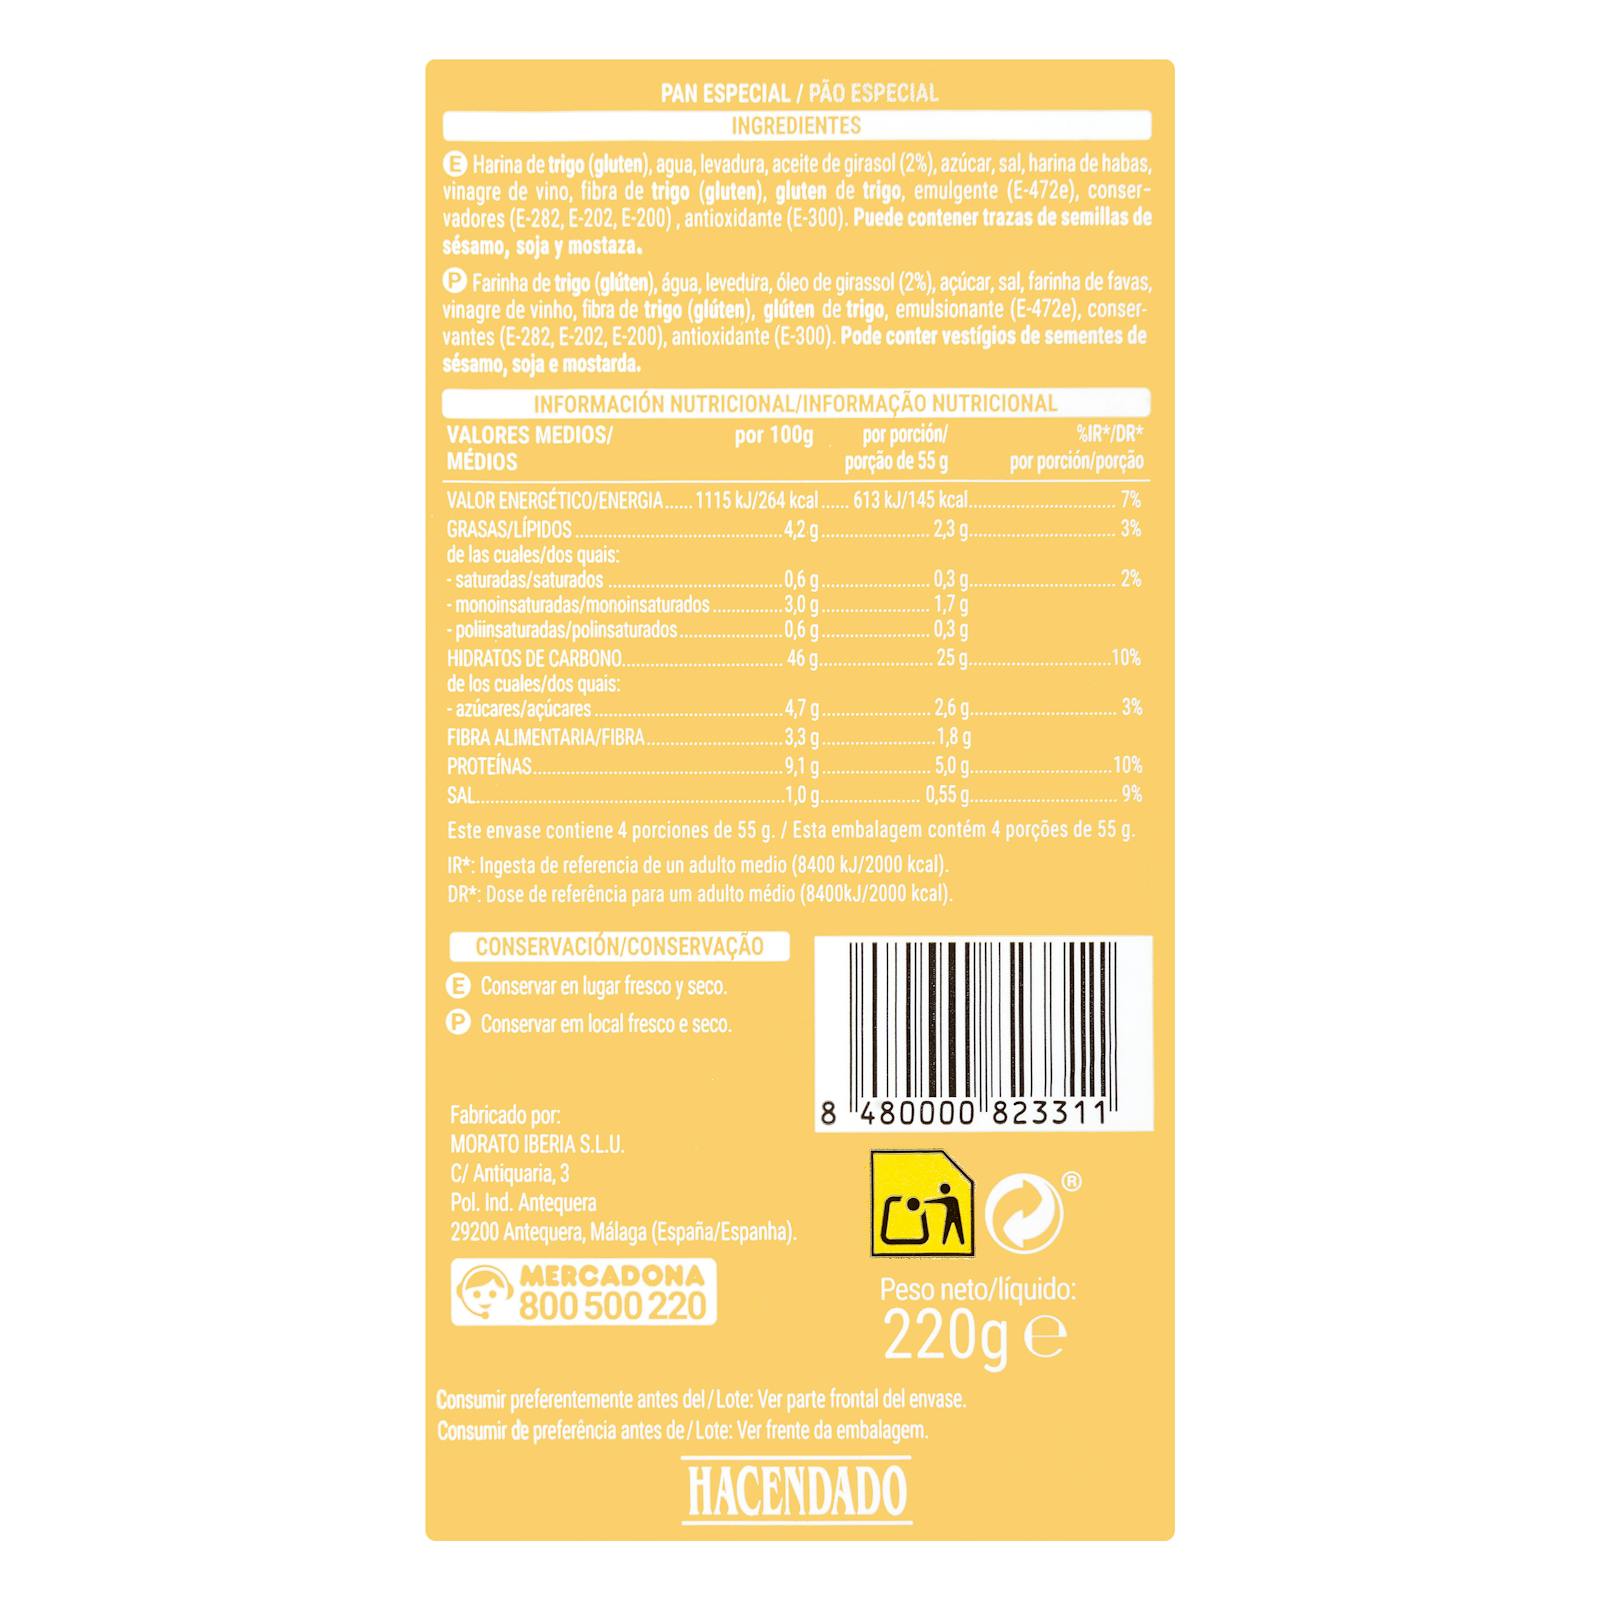 PAN ESPECIAL / PÃO ESPECIAL
INGREDIENTES
E Harina de trigo (gluten), agua, levadura, aceite de girasol (2%), azúcar, sal, harina de habas,
vinagre de vino, fibra de trigo (gluten), gluten de trigo, emulgente (E-472e), conser-
vadores (E-282, E-202, E-200) , antioxidante (E-300). Puede contener trazas de semillas de
sésamo, soja y mostaza.
P Farinha de trigo (glúten), água, levedura, óleo de girassol (2%), açúcar, sal, farinha de favas,
vinagre de vinho, fibra de trigo (glúten), glúten de trigo, emulsionante (E-472e), conser-
vantes (E-282, E-202, E-200), antioxidante (E-300). Pode conter vestígios de sementes de
sésamo, soja e mostarda.
INFORMACIÓN NUTRICIONAL/INFORMAÇÃO NUTRICIONAL
VALORES MEDIOS/ por 100g por porción/ %IR*/DR*
MÉDIOS porção de 55 g por porción/porção
VALOR ENERGÉTICO/ENERGIA...... 1115 kJ/264 kcal ...... 613 kJ/145 kcal................................ 7%
GRASAS/LÍPIDOS ............................................ 4,2 g ....................... 2,3 g................................ 3%
de las cuales/dos quais:
- saturadas/saturados .................................... 0,6 g ....................... 0,3 g................................ 2%
- monoinsaturadas/monoinsaturados ............... 3,0 g ....................... 1,7 g
- poliinsaturadas/polinsaturados ...................... 0,6 g ....................... 0,3 g
HIDRATOS DE CARBONO................................... 46 g........................ 25 g................................10%
de los cuales/dos quais:
- azúcares/açúcares ....................................... 4,7 g ....................... 2,6 g................................ 3%
FIBRA ALIMENTARIA/FIBRA............................. 3,3 g ........................1,8 g
PROTEÍNAS.................................................... 9,1 g ....................... 5,0 g................................10%
SAL................................................................1,0 g...................... 0,55 g................................ 9%
Este envase contiene 4 porciones de 55 g. / Esta embalagem contém 4 porções de 55 g.
IR*: Ingesta de referencia de un adulto medio (8400 kJ/2000 kcal).
DR*: Dose de referência para um adulto médio (8400kJ/2000 kcal).
CONSERVACIÓN/CONSERVAÇÃO
E Conservar en lugar fresco y seco.
P Conservar em local fresco e seco.
8 480000 823311
Fabricado por:
MORATO IBERIA S.L.U.
C/ Antiquaria, 3
Pol. Ind. Antequera
29200 Antequera, Málaga (España/Espanha).
®
MERCADONA
800 500 220
Peso neto/líquido:
220g e
Consumir preferentemente antes del / Lote: Ver parte frontal del envase.
Consumir de preferência antes de / Lote: Ver frente da embalagem.
HACENDADO